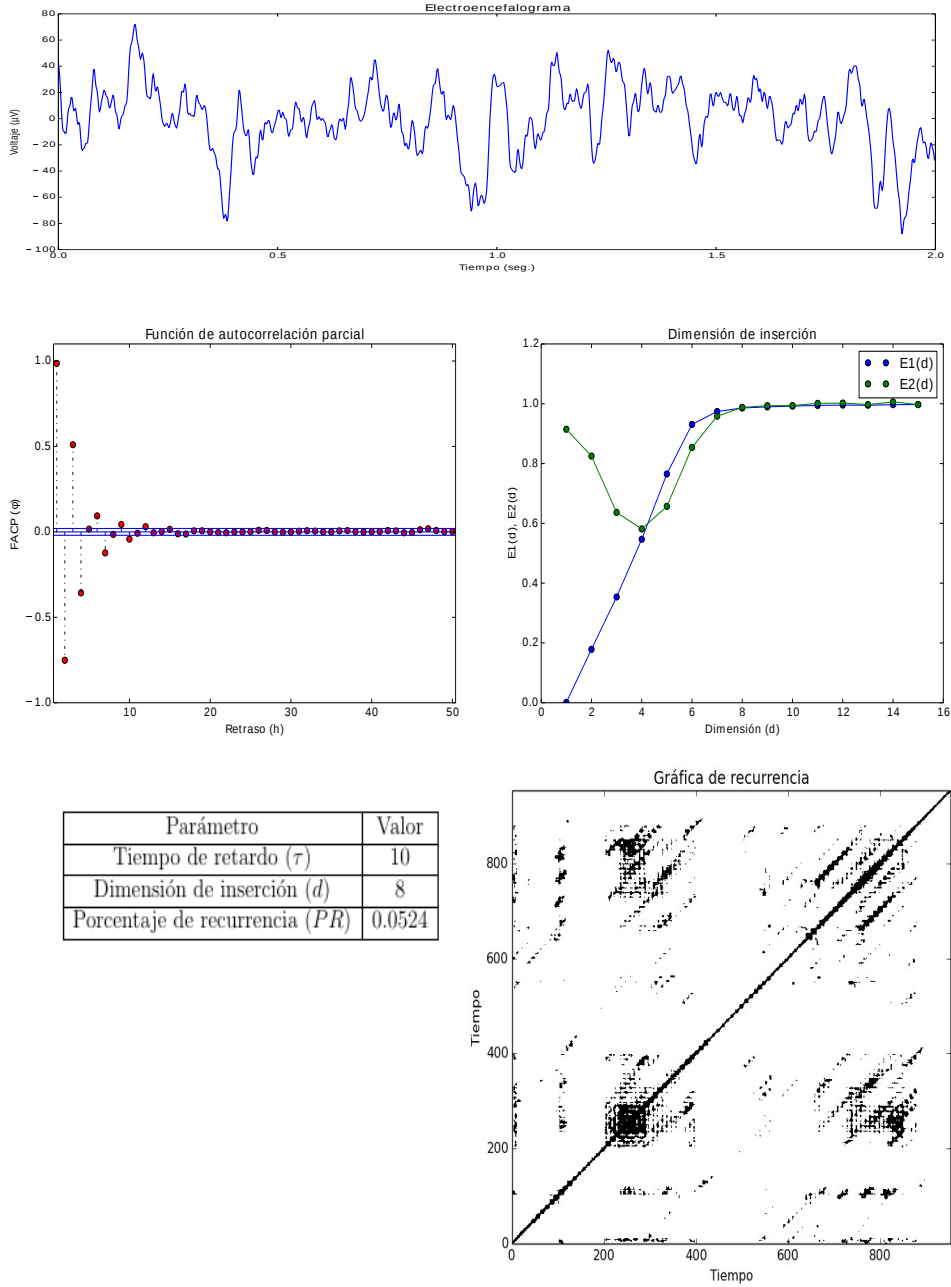 Electroencefalograma
80
60
40
20
0
−20
−40
−60
−80
−100
Voltaje (µV)
0.0 0.5 1.0 1.5 2.0
Tiempo (seg.)
Función de autocorrelación parcial
1.0
0.5
0.0
−0.5
−1.0
FACP (φ)
10 20 30 40 50
Retraso (h)
Dimensión de inserción
1.2
1.0
0.8
0.6
0.4
0.2
0.0
E1(d), E2(d)
E1(d)
E2(d)
0 2 4 6 8 10 12 14 16
Dimensión (d)
Parámetro Valor
Tiempo de retardo (τ) 10
Dimensión de inserción (d) 8
Porcentaje de recurrencia (PR) 0.0524
Gráfica de recurrencia
800
600
400
200
0
Tiempo
0 200 400 600 800
Tiempo